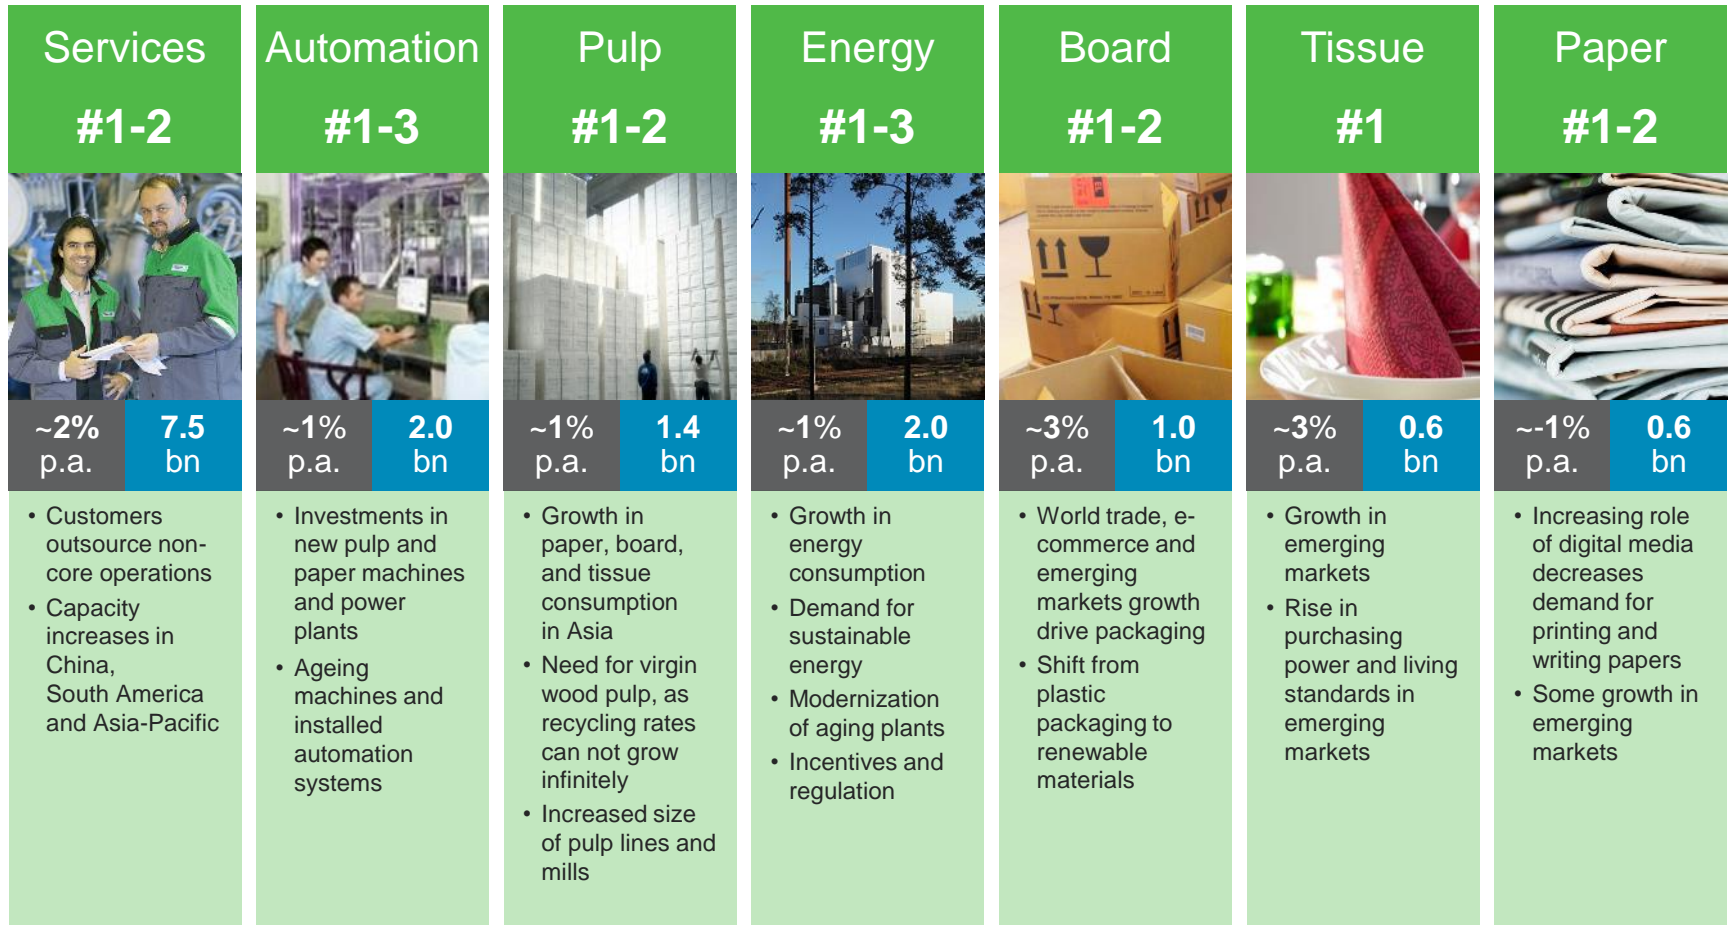 Services
#1-2
~2%
p.a.
7.5
bn
• Customers
outsource non-
core operations
• Capacity
increases in
China,
South America
and Asia-Pacific
Automation
#1-3
~1%
p.a.
2.0
bn
• Investments in
new pulp and
paper machines
and power
plants
• Ageing
machines and
installed
automation
systems
Pulp
#1-2
~1%
p.a.
1.4
bn
• Growth in
paper, board,
and tissue
consumption
in Asia
• Need for virgin
wood pulp, as
recycling rates
can not grow
infinitely
• Increased size
of pulp lines and
mills
Energy
#1-3
~1%
p.a.
2.0
bn
• Growth in
energy
consumption
• Demand for
sustainable
energy
• Modernization
of aging plants
• Incentives and
regulation
Board
#1-2
~3%
p.a.
1.0
bn
• World trade, e-
commerce and
emerging
markets growth
drive packaging
• Shift from
plastic
packaging to
renewable
materials
Tissue
#1
~3%
p.a.
0.6
bn
• Growth in
emerging
markets
• Rise in
purchasing
power and living
standards in
emerging
markets
Paper
#1-2
~-1%
p.a.
0.6
bn
• Increasing role
of digital media
decreases
demand for
printing and
writing papers
• Some growth in
emerging
markets